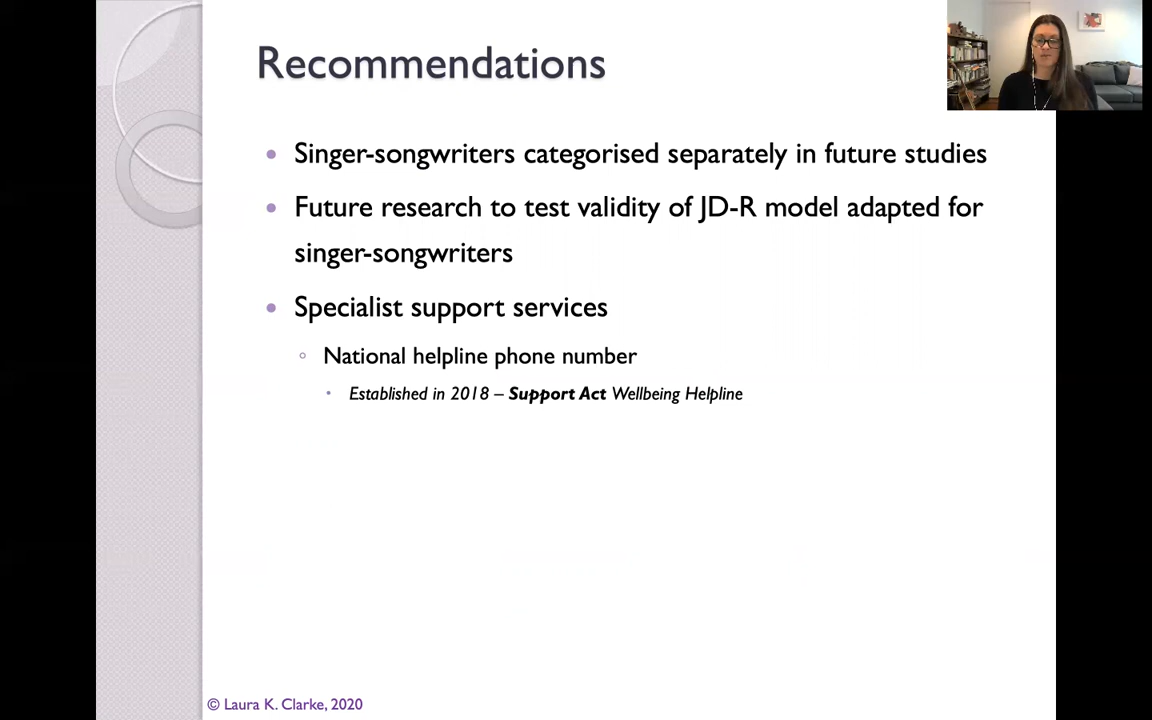 Recommendations
Singer-songwriters categorised separately in future studies
Future research to test validity of JD-R model adapted for
singer-songwriters
Specialist support services
National helpline phone number
Established in 2018 – Support Act Wellbeing Helpline
© Laura K. Clarke, 2020